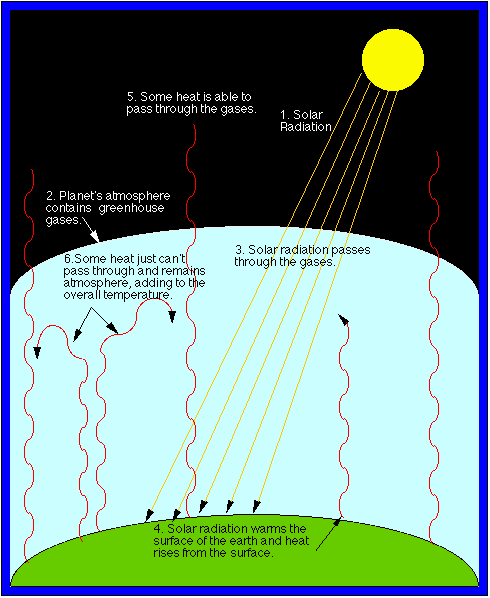 5. Some heat is able to
pass through the gases.
1. Solar
Radiation
2. Planet's atmosphere
contains greenhouse
gases.
3. Solar radiation passes
through the gases.
6.Some heat just can't
pass through and remains
atmosphere, adding to the
overall temperature.
4. Solar radiation warms the
surface of the earth and heat
rises from the surface.